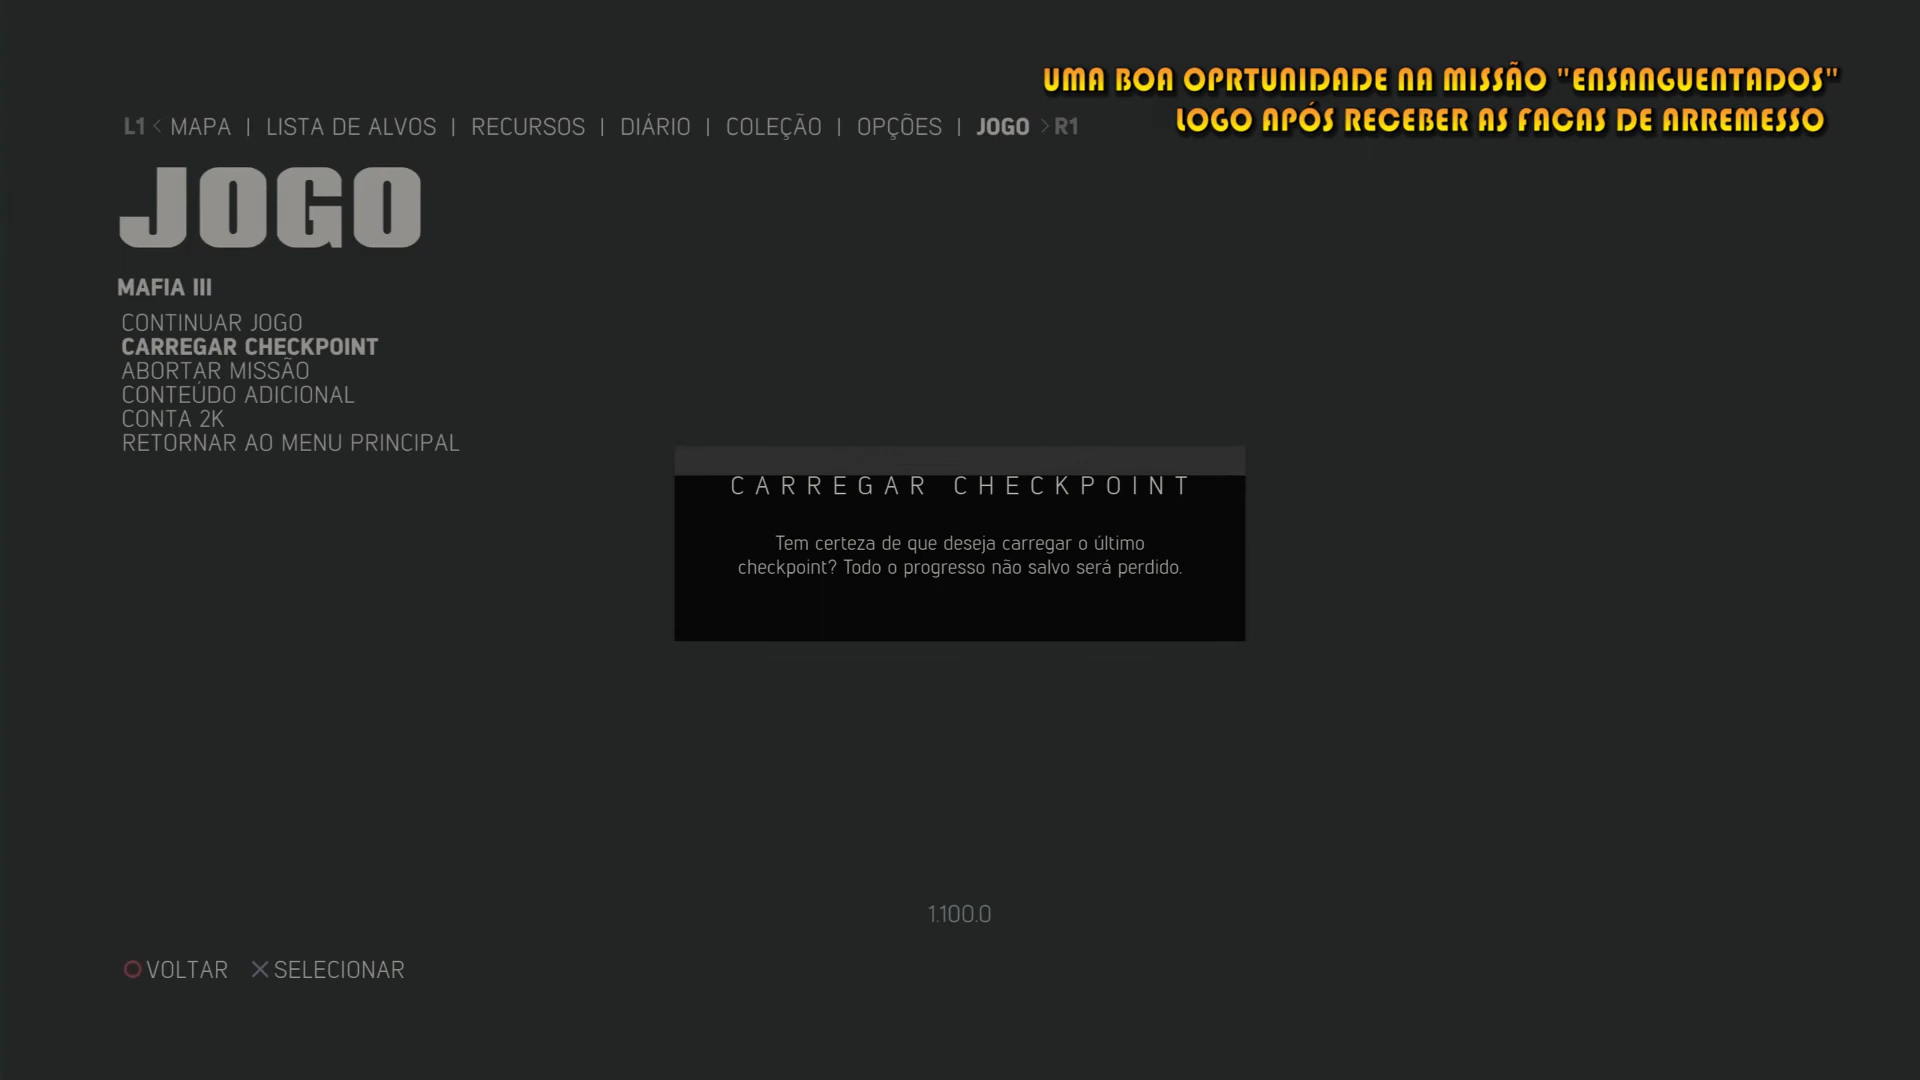 UMA BOA OPRTUNIDADE NA MISSÃO "ENSANGUENTADOS"
LOGO APÓS RECEBER AS FACAS DE ARREMESSO
L1 < MAPA | LISTA DE ALVOS | RECURSOS | DIÁRIO | COLEÇÃO | OPÇÕES | JOGO > R1
JOGO
MAFIA III
CONTINUAR JOGO
CARREGAR CHECKPOINT
ABORTAR MISSÃO
CONTEÚDO ADICIONAL
CONTA 2K
RETORNAR AO MENU PRINCIPAL
CARREGAR CHECKPOINT
Tem certeza de que deseja carregar o último
checkpoint? Todo o progresso não salvo será perdido.
1.100.0
VOLTAR SELECIONAR